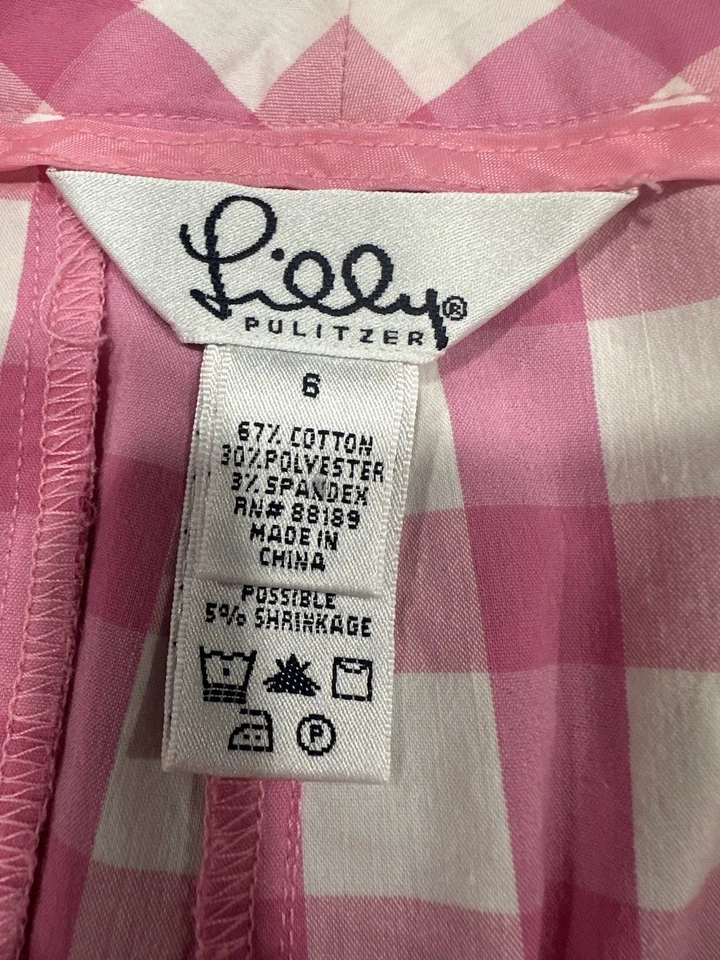 Lilly®
PULITZER
6
67% COTTON
30% POLYESTER
3% SPANDEX
RN# 88189
MADE IN
CHINA
POSSIBLE
5% SHRINKAGE
P